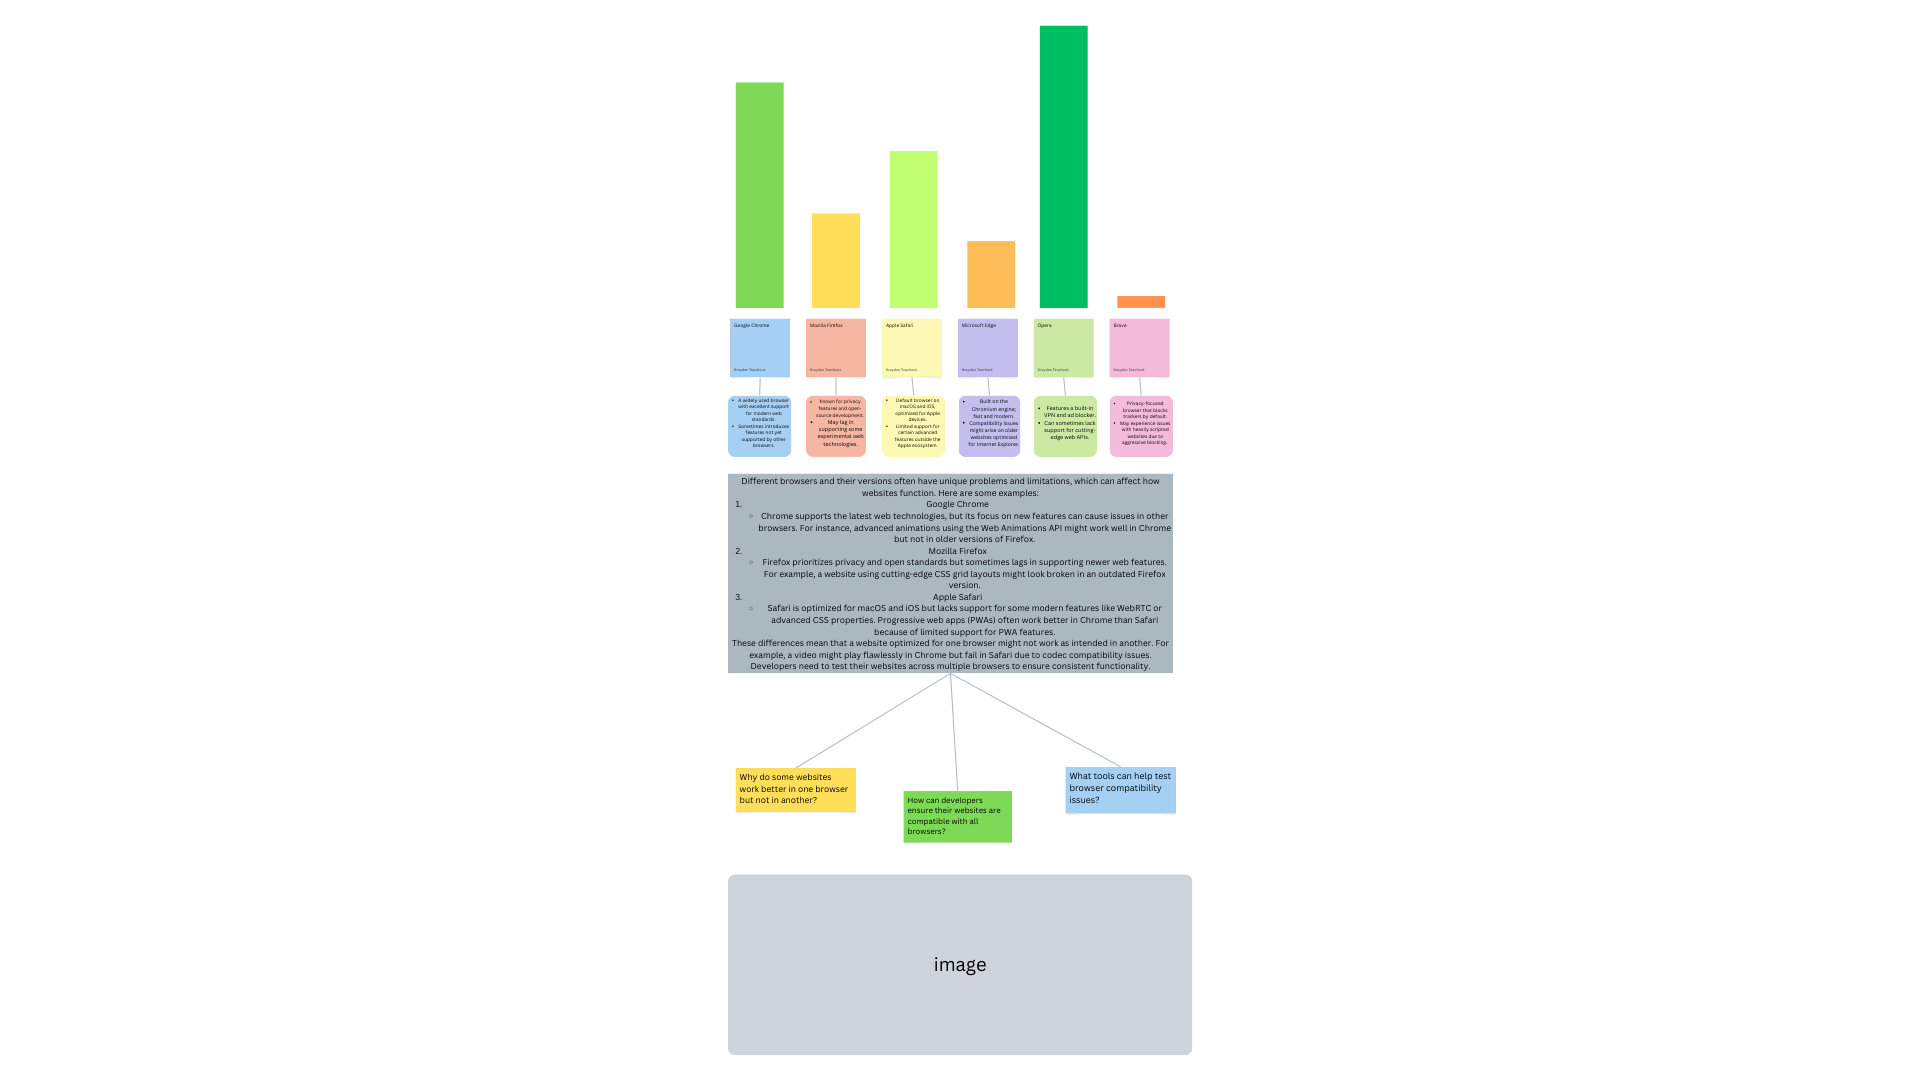 Google Chrome
Mozilla Firefox
Apple Safari
Microsoft Edge
Opera
Brave
• A widely used browser
with excellent support
for modern web
standards.
• Sometimes introduces
features not yet
supported by other
browsers.
• Known for privacy
features and open-
source development.
• May lag in
supporting some
experimental web
technologies.
• Default browser on
macOS and iOS,
optimized for Apple
devices.
• Limited support for
certain advanced
features outside the
Apple ecosystem.
• Built on the
Chromium engine;
fast and modern.
• Compatibility issues
might arise on older
websites optimized
for Internet Explorer.
• Features a built-in
VPN and ad blocker.
• Can sometimes lack
support for cutting-
edge web APIs.
• Privacy-focused
browser that blocks
trackers by default.
• May experience issues
with heavily scripted
websites due to
aggressive blocking.
Different browsers and their versions often have unique problems and limitations, which can affect how
websites function. Here are some examples:
1. Google Chrome
○ Chrome supports the latest web technologies, but its focus on new features can cause issues in other
browsers. For instance, advanced animations using the Web Animations API might work well in Chrome
but not in older versions of Firefox.
2. Mozilla Firefox
○ Firefox prioritizes privacy and open standards but sometimes lags in supporting newer web features.
For example, a website using cutting-edge CSS grid layouts might look broken in an outdated Firefox
version.
3. Apple Safari
○ Safari is optimized for macOS and iOS but lacks support for some modern features like WebRTC or
advanced CSS properties. Progressive web apps (PWAs) often work better in Chrome than Safari
because of limited support for PWA features.
These differences mean that a website optimized for one browser might not work as intended in another. For
example, a video might play flawlessly in Chrome but fail in Safari due to codec compatibility issues.
Developers need to test their websites across multiple browsers to ensure consistent functionality.
Why do some websites
work better in one browser
but not in another?
How can developers
ensure their websites are
compatible with all
browsers?
What tools can help test
browser compatibility
issues?
image